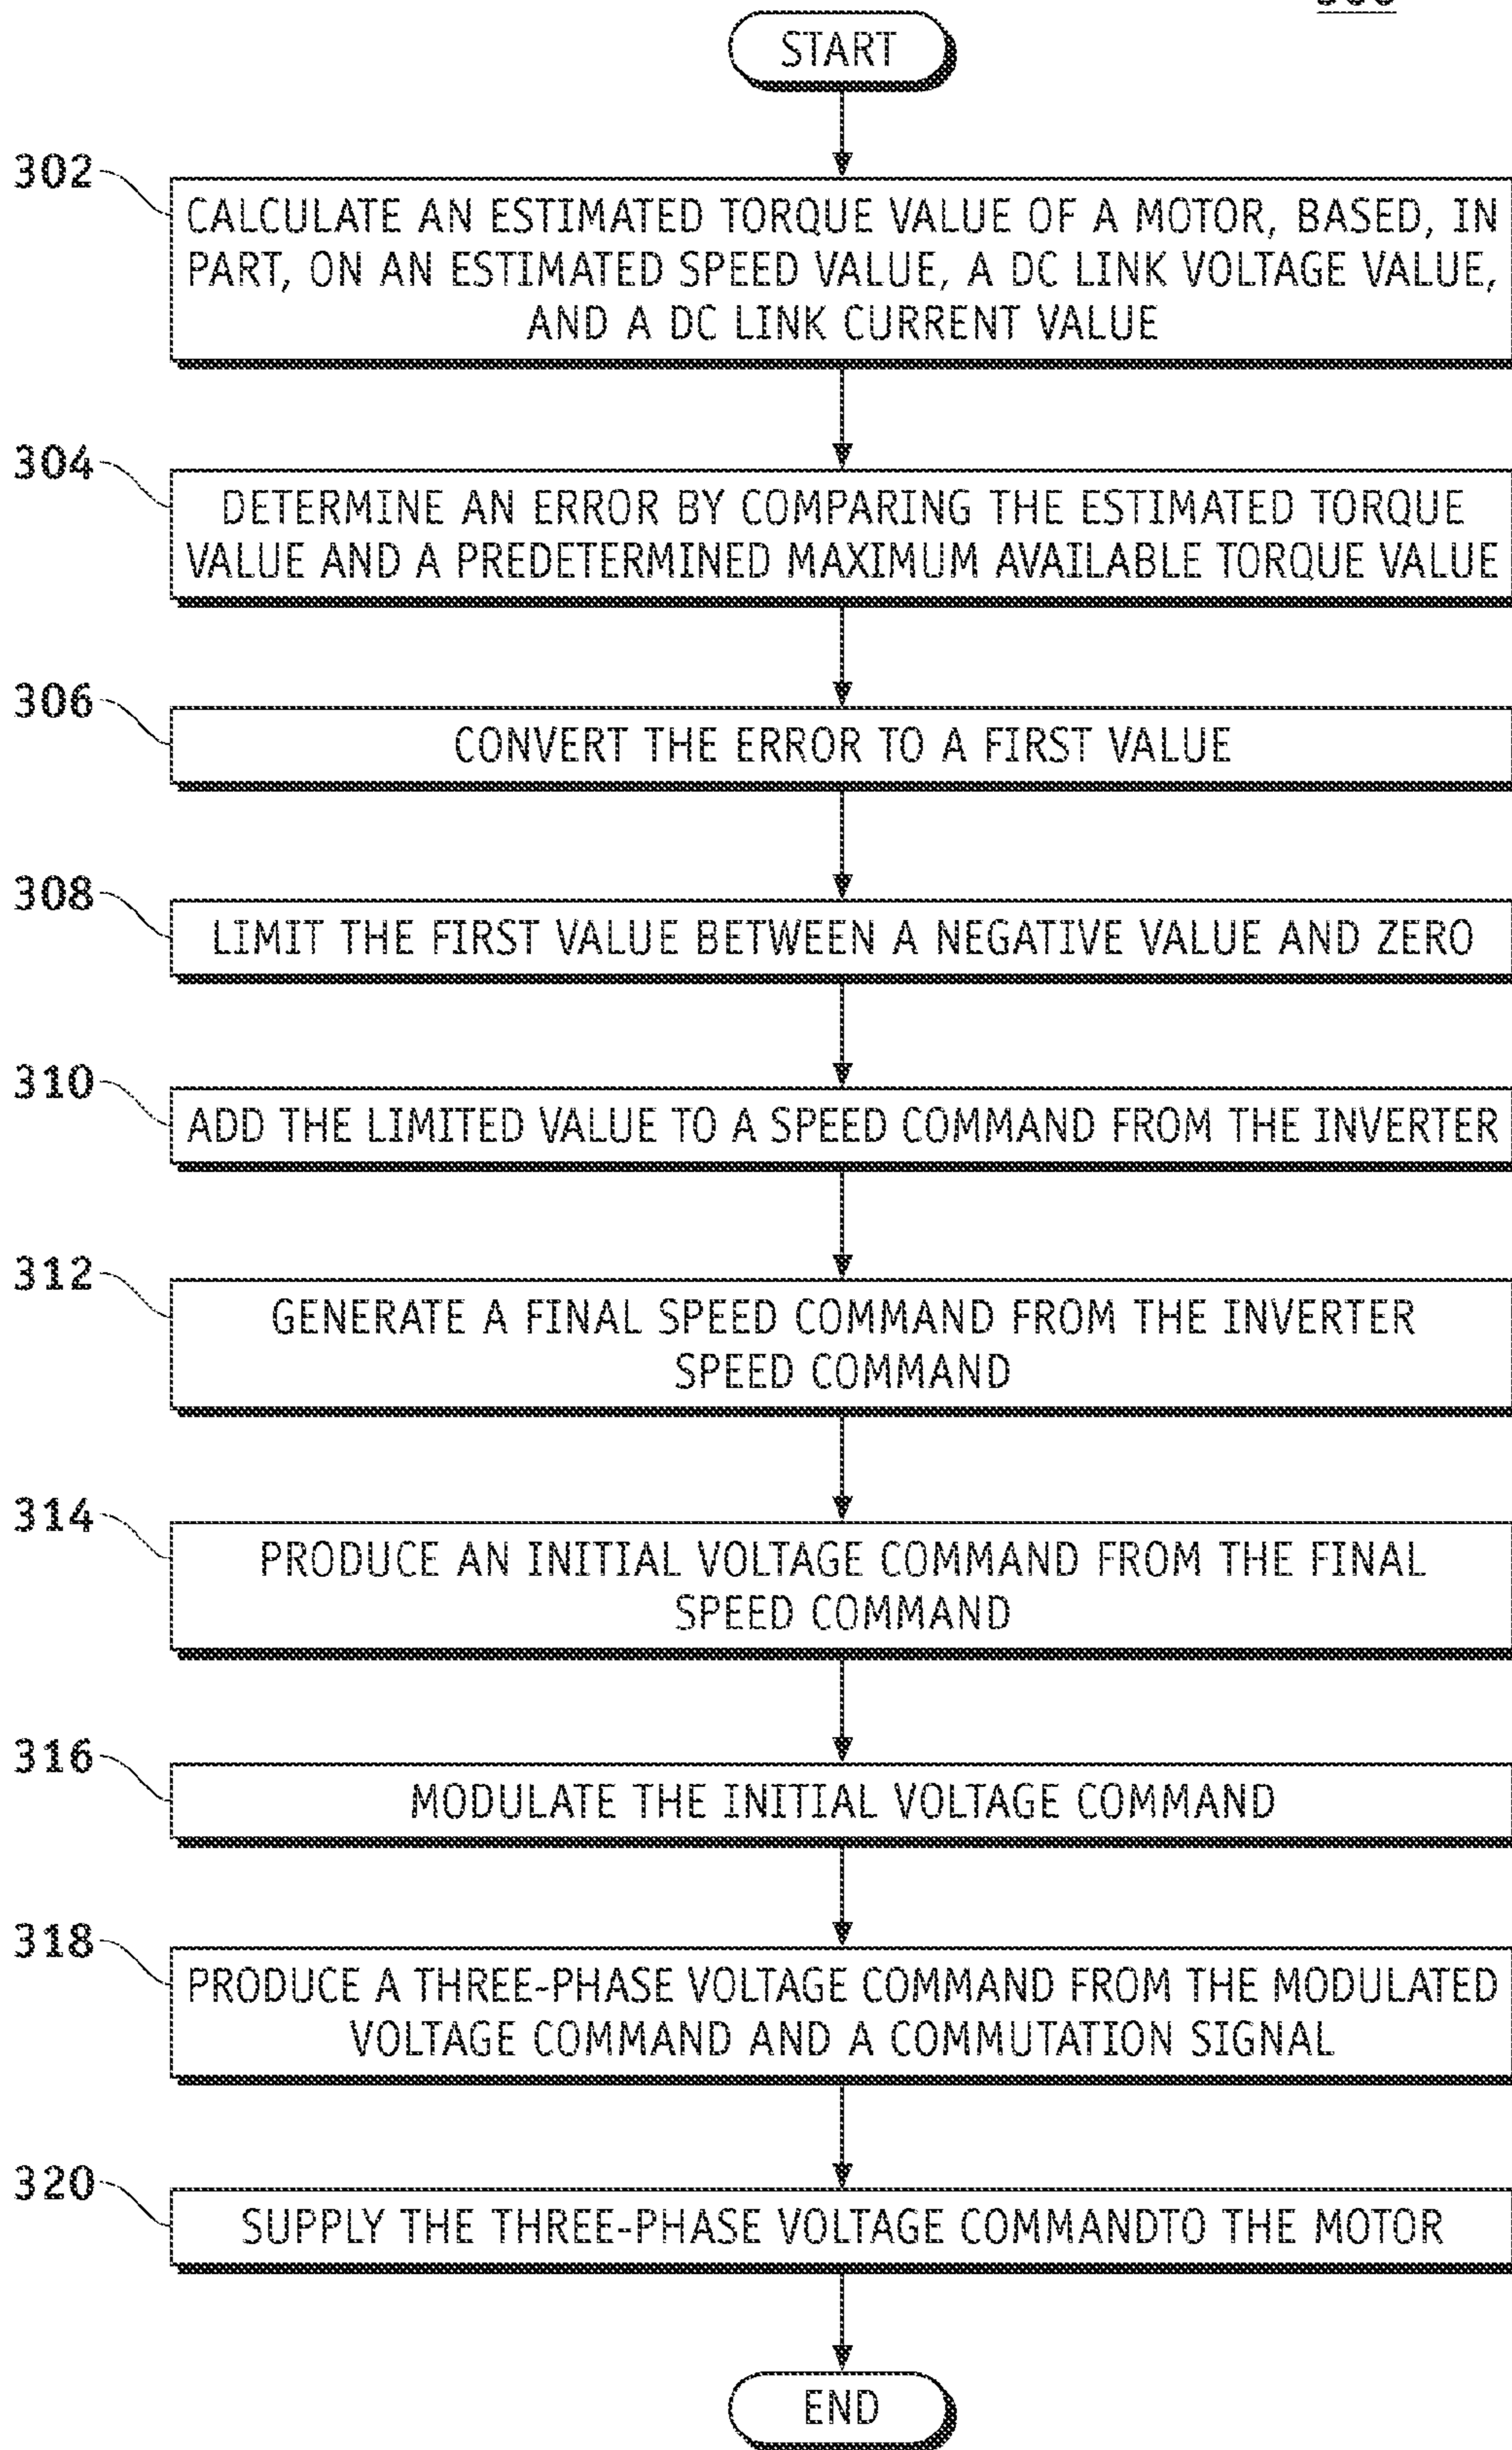 START
302
CALCULATE AN ESTIMATED TORQUE VALUE OF A MOTOR, BASED, IN
PART, ON AN ESTIMATED SPEED VALUE, A DC LINK VOLTAGE VALUE,
AND A DC LINK CURRENT VALUE
304
DETERMINE AN ERROR BY COMPARING THE ESTIMATED TORQUE
VALUE AND A PREDETERMINED MAXIMUM AVAILABLE TORQUE VALUE
306
CONVERT THE ERROR TO A FIRST VALUE
308
LIMIT THE FIRST VALUE BETWEEN A NEGATIVE VALUE AND ZERO
310
ADD THE LIMITED VALUE TO A SPEED COMMAND FROM THE INVERTER
312
GENERATE A FINAL SPEED COMMAND FROM THE INVERTER
SPEED COMMAND
314
PRODUCE AN INITIAL VOLTAGE COMMAND FROM THE FINAL
SPEED COMMAND
316
MODULATE THE INITIAL VOLTAGE COMMAND
318
PRODUCE A THREE-PHASE VOLTAGE COMMAND FROM THE MODULATED
VOLTAGE COMMAND AND A COMMUTATION SIGNAL
320
SUPPLY THE THREE-PHASE VOLTAGE COMMANDTO THE MOTOR
END